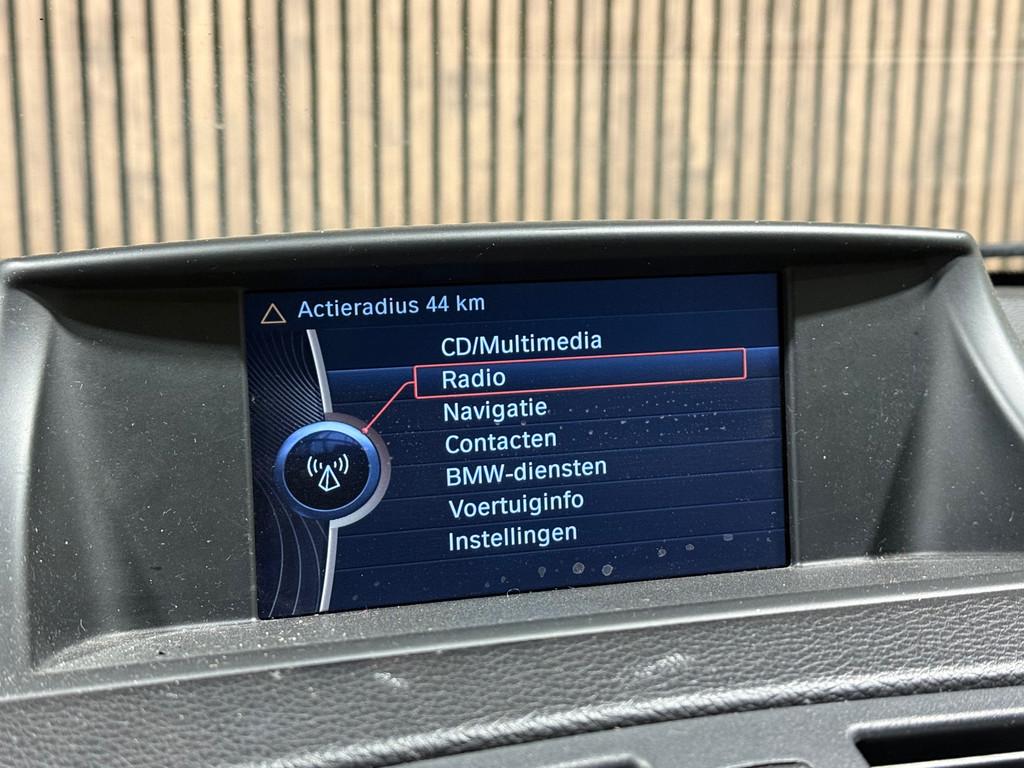 Actieradius 44 km
CD/Multimedia
Radio
Navigatie
Contacten
BMW-diensten
Voertuiginfo
Instellingen